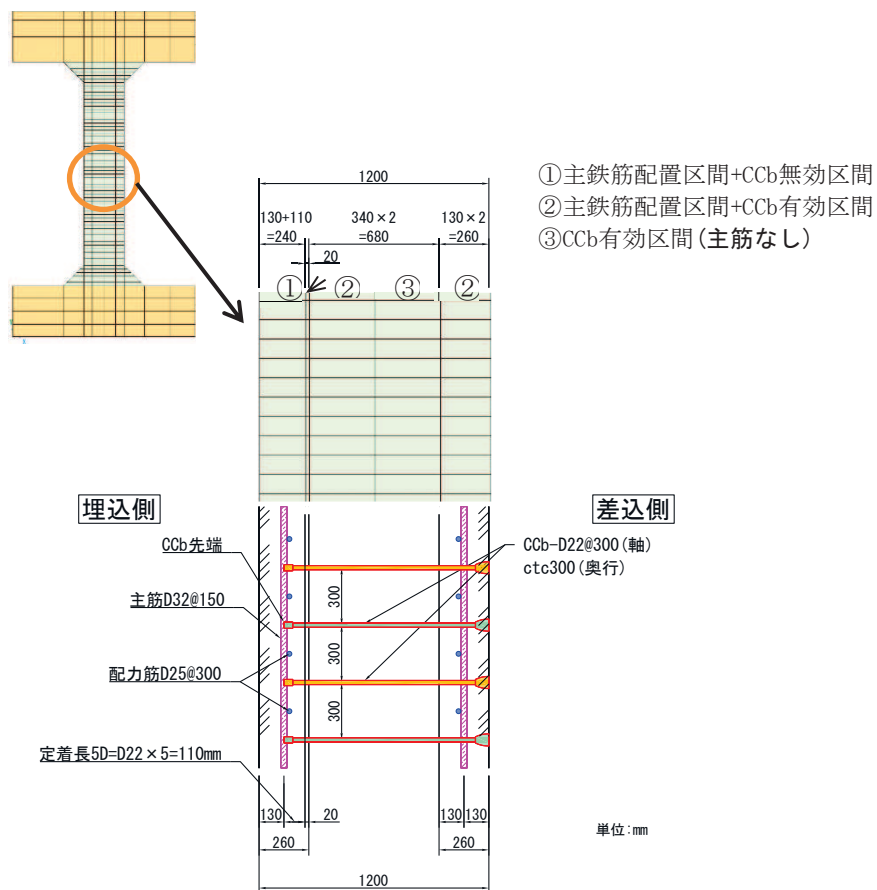 ①主鉄筋配置区間+CCb無効区間
②主鉄筋配置区間+CCb有効区間
③CCb有効区間(主筋なし)
1200
130+110
=240
340×2
=680
130×2
=260
20
① ② ③ ②
埋込側
差込側
CCb先端
CCb-D22@300(軸)
ctc300(奥行)
主筋D32@150
300
300
配力筋D25@300
300
定着長5D=D22×5=110mm
130 20 130 130
260 260
1200
単位:mm